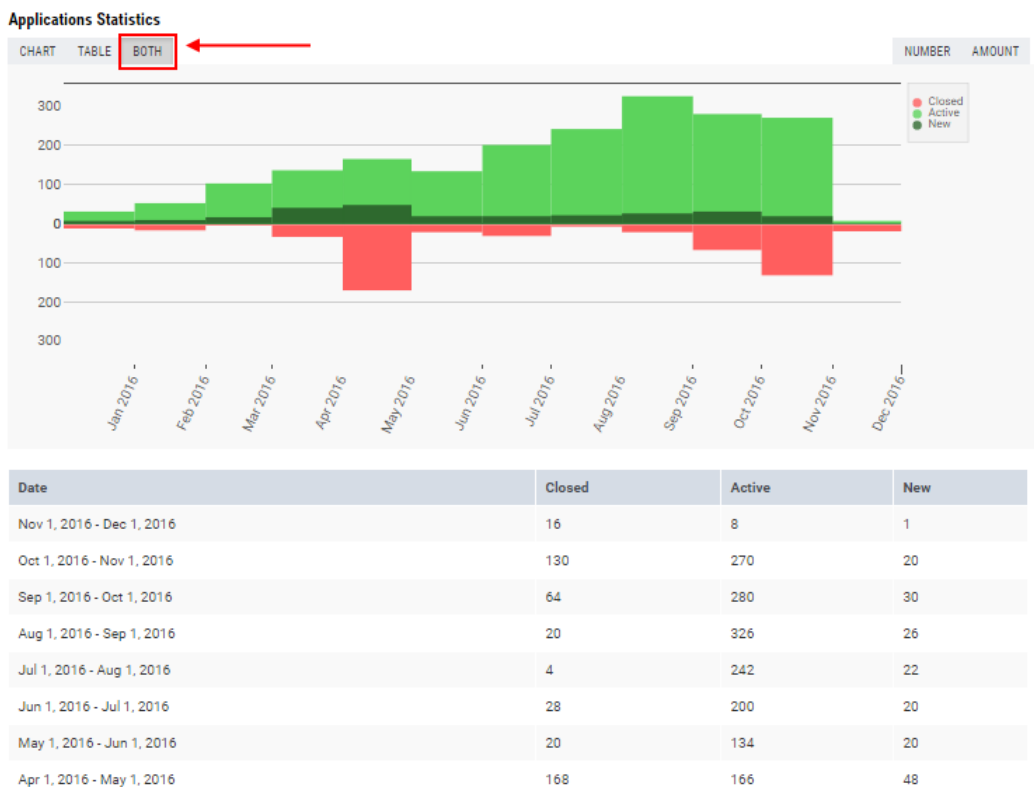 Applications Statistics
CHART TABLE BOTH NUMBER AMOUNT
Closed
Active
New
300
200
100
0
100
200
300
Jan 2016 Feb 2016 Mar 2016 Apr 2016 May 2016 Jun 2016 Jul 2016 Aug 2016 Sep 2016 Oct 2016 Nov 2016 Dec 2016
Date Closed Active New
Nov 1, 2016 - Dec 1, 2016 16 8 1
Oct 1, 2016 - Nov 1, 2016 130 270 20
Sep 1, 2016 - Oct 1, 2016 64 280 30
Aug 1, 2016 - Sep 1, 2016 20 326 26
Jul 1, 2016 - Aug 1, 2016 4 242 22
Jun 1, 2016 - Jul 1, 2016 28 200 20
May 1, 2016 - Jun 1, 2016 20 134 20
Apr 1, 2016 - May 1, 2016 168 166 48